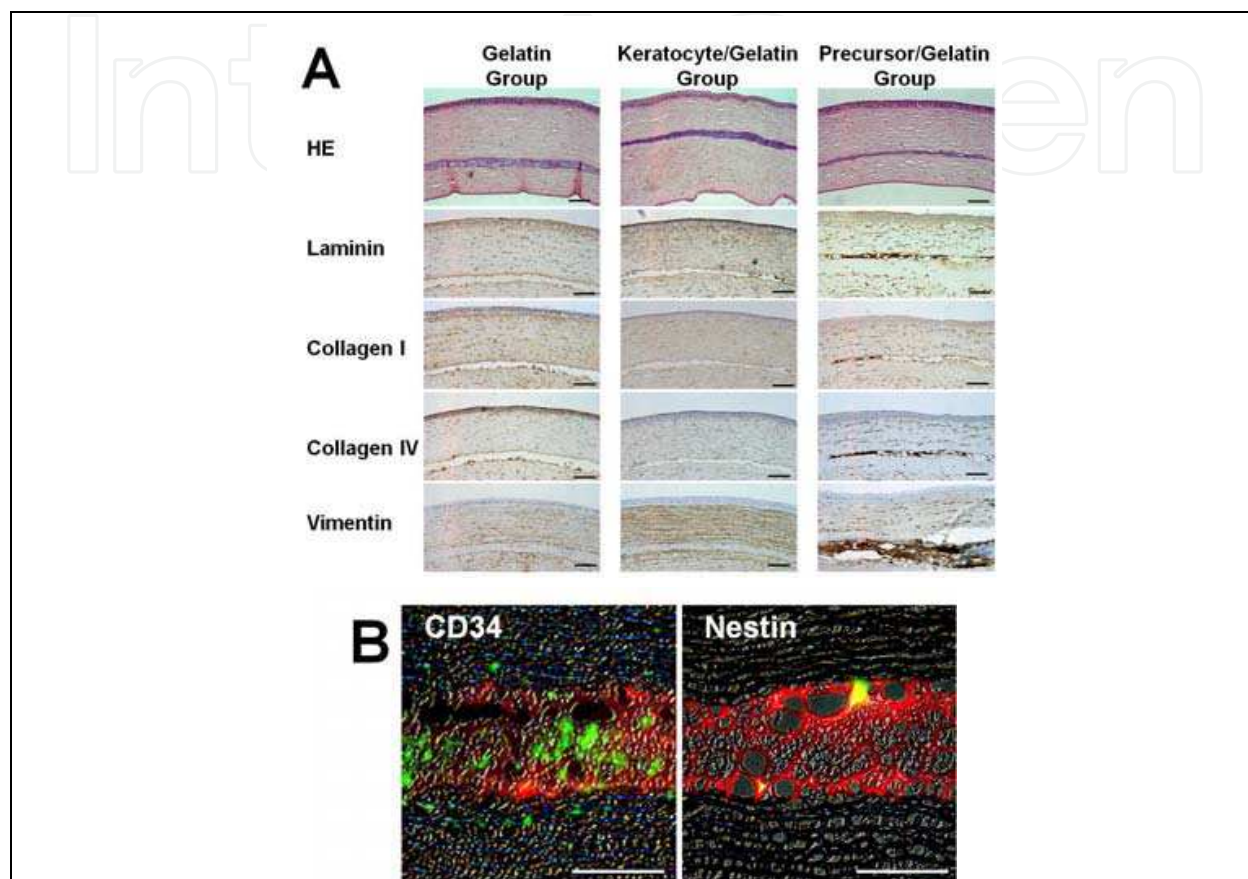 A
Gelatin Group
Keratocyte/Gelatin Group
Precursor/Gelatin Group
HE
Laminin
Collagen I
Collagen IV
Vimentin
B
CD34
Nestin